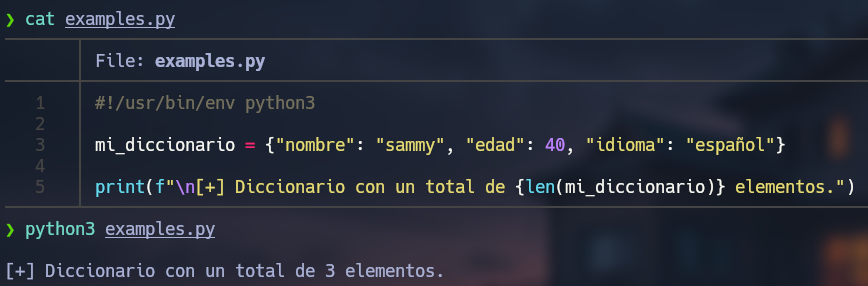 ❯ cat examples.py
File: examples.py
1 #!/usr/bin/env python3
2
3 mi_diccionario = {"nombre": "sammy", "edad": 40, "idioma": "español"}
4
5 print(f"\n[+] Diccionario con un total de {len(mi_diccionario)} elementos.")
❯ python3 examples.py
[+] Diccionario con un total de 3 elementos.